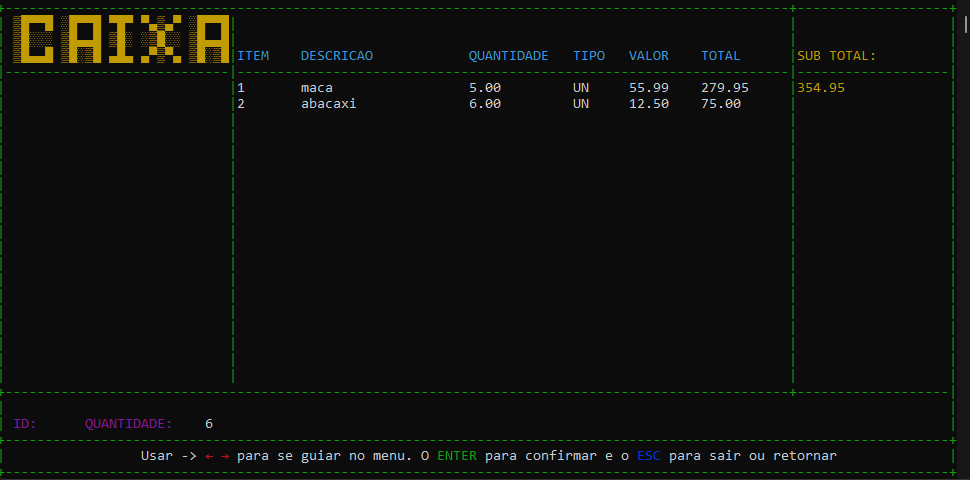 CAIXA
ITEM DESCRICAO QUANTIDADE TIPO VALOR TOTAL SUB TOTAL:
1 maca 5.00 UN 55.99 279.95 354.95
2 abacaxi 6.00 UN 12.50 75.00
ID: QUANTIDADE: 6
Usar -> ← → para se guiar no menu. O ENTER para confirmar e o ESC para sair ou retornar